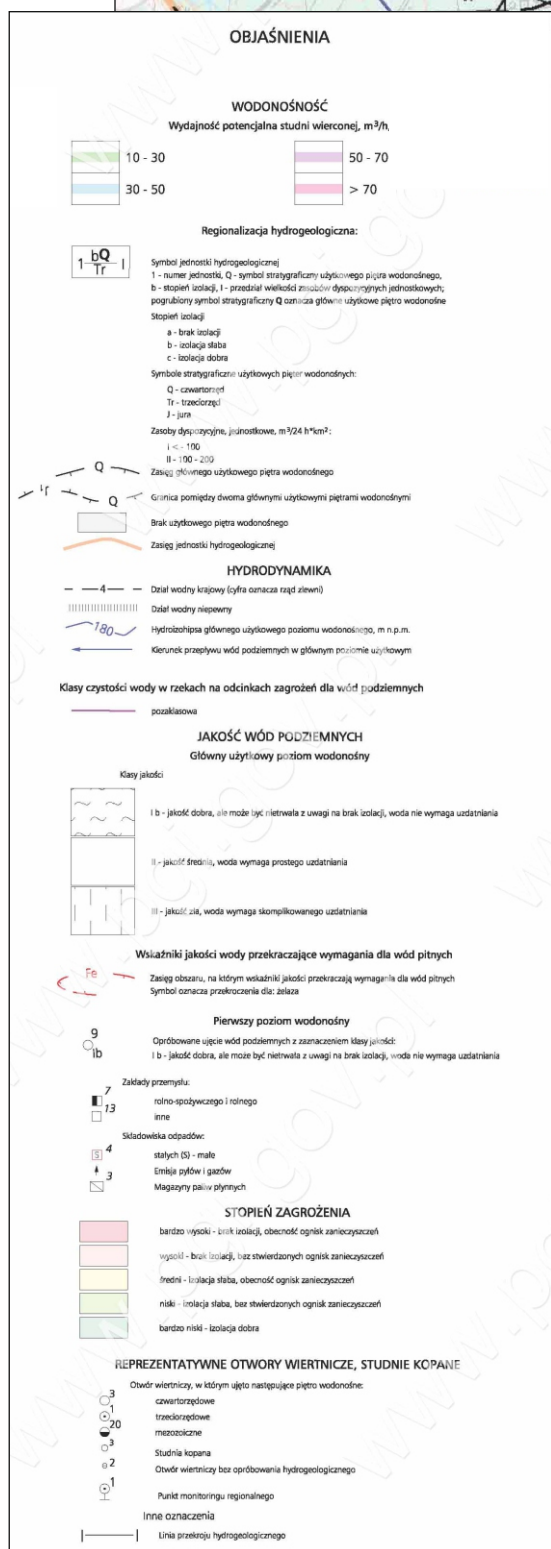 OBJAŚNIENIA
WODONOŚNOŚĆ
Wydajność potencjalna studni wierconej, m³/h,
10 - 30
50 - 70
30 - 50
> 70
Regionalizacja hydrogeologiczna:
1 bQ/Tr I
Symbol jednostki hydrogeologicznej
1 - numer jednostki, Q - symbol stratygraficzny użytkowego piętra wodonośnego,
b - stopień izolacji, I - przedział wielkości zasobów dyspozycyjnych jednostkowych;
pogrubiony symbol stratygraficzny Q oznacza główne użytkowe piętro wodonośne
Stopień izolacji
a - brak izolacji
b - izolacja słaba
c - izolacja dobra
Symbole stratygraficzne użytkowych pięter wodonośnych:
Q - czwartorzęd
Tr - trzeciorzęd
J - jura
Zasoby dyspozycyjne, jednostkowe, m³/24 h*km²:
I < - 100
II - 100 - 200
Q
Zasięg głównego użytkowego piętra wodonośnego
Tr
Q
Granica pomiędzy dwoma głównymi użytkowymi piętrami wodonośnymi
Brak użytkowego piętra wodonośnego
Zasięg jednostki hydrogeologicznej
HYDRODYNAMIKA
4
Dział wodny krajowy (cyfra oznacza rząd zlewni)
Dział wodny niepewny
180
Hydroizohipsa głównego użytkowego poziomu wodonośnego, m n.p.m.
Kierunek przepływu wód podziemnych w głównym poziomie użytkowym
Klasy czystości wody w rzekach na odcinkach zagrożeń dla wód podziemnych
pozaklasowa
JAKOŚĆ WÓD PODZIEMNYCH
Główny użytkowy poziom wodonośny
Klasy jakości
I b - jakość dobra, ale może być nietrwała z uwagi na brak izolacji, woda nie wymaga uzdatniania
II - jakość średnia, woda wymaga prostego uzdatniania
III - jakość zła, woda wymaga skomplikowanego uzdatniania
Wskaźniki jakości wody przekraczające wymagania dla wód pitnych
Fe
Zasięg obszaru, na którym wskaźniki jakości przekraczają wymagania dla wód pitnych
Symbol oznacza przekroczenia dla: żelaza
Pierwszy poziom wodonośny
9
Ib
Opróbowane ujęcie wód podziemnych z zaznaczeniem klasy jakości:
I b - jakość dobra, ale może być nietrwała z uwagi na brak izolacji, woda nie wymaga uzdatniania
Zakłady przemysłu:
7
rolno-spożywczego i rolnego
13
inne
Składowiska odpadów:
S 4
stałych (S) - małe
Emisja pyłów i gazów
3
Magazyny paliw płynnych
STOPIEŃ ZAGROŻENIA
bardzo wysoki - brak izolacji, obecność ognisk zanieczyszczeń
wysoki - brak izolacji, bez stwierdzonych ognisk zanieczyszczeń
średni - izolacja słaba, obecność ognisk zanieczyszczeń
niski - izolacja słaba, bez stwierdzonych ognisk zanieczyszczeń
bardzo niski - izolacja dobra
REPREZENTATYWNE OTWORY WIERTNICZE, STUDNIE KOPANE
Otwór wiertniczy, w którym ujęto następujące piętro wodonośne:
3
czwartorzędowe
1
trzeciorzędowe
20
mezozoiczne
3
Studnia kopana
2
Otwór wiertniczy bez opróbowania hydrogeologicznego
1
Punkt monitoringu regionalnego
Inne oznaczenia
Linia przekroju hydrogeologicznego
www.pgi.gov.pl